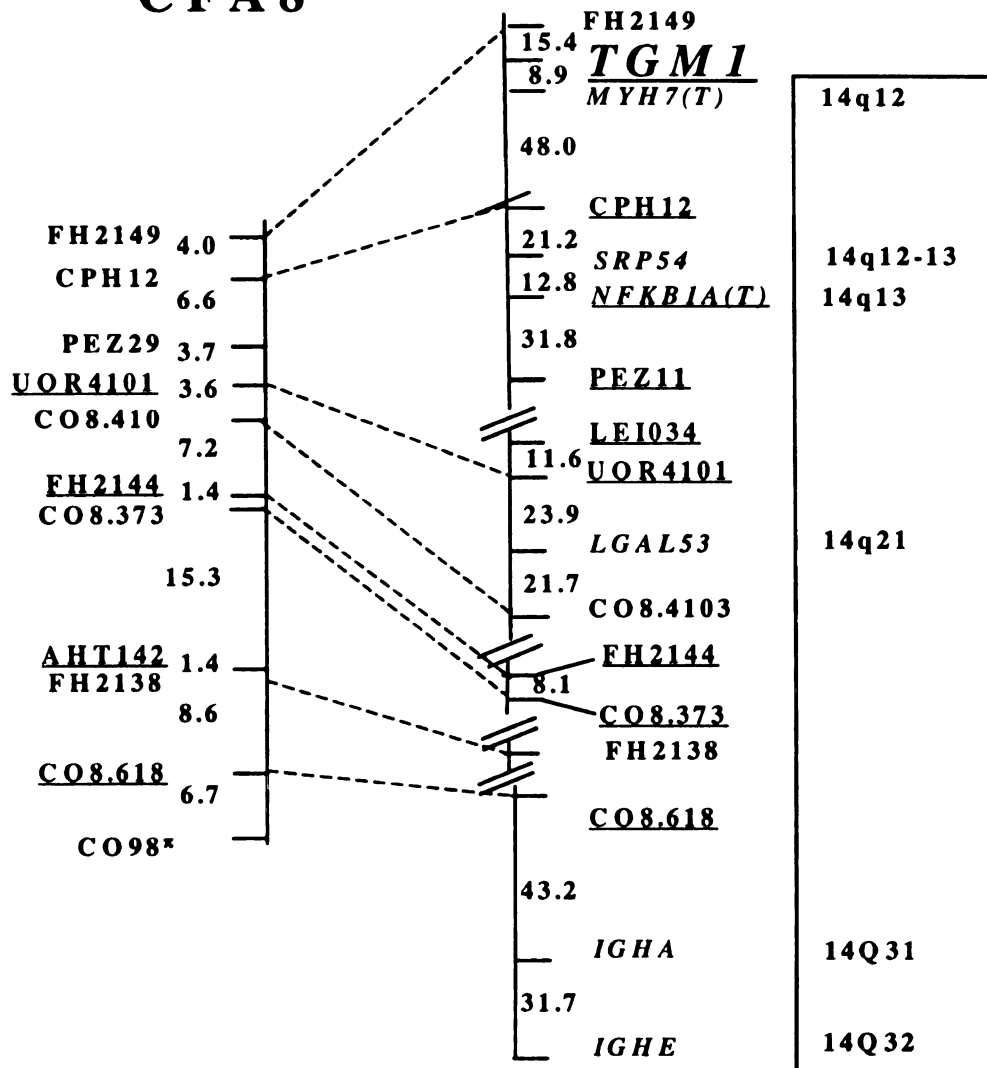 CFA8
FH2149
15.4
TGM1
8.9
MYH7(T) 14q12
48.0
CPH12
FH2149 4.0
21.2
SRP54 14q12-13
CPH12
12.8
6.6
NFKB1A(T) 14q13
31.8
PEZ29 3.7
UOR4101 3.6
PEZ11
CO8.410
LEI034
7.2
11.6
UOR4101
FH2144 1.4
CO8.373
23.9
LGAL53 14q21
15.3
21.7
CO8.4103
AHT142 1.4
FH2144
FH2138
8.1
8.6
CO8.373
FH2138
CO8.618
6.7
CO8.618
CO98*
43.2
IGHA 14Q31
31.7
IGHE 14Q32